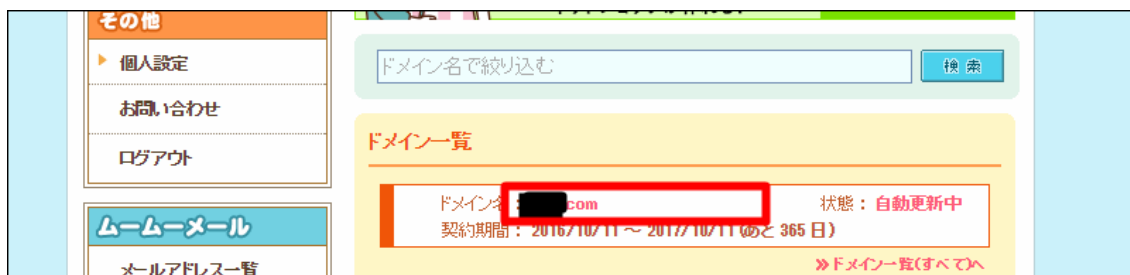 その他
個人設定
お問い合わせ
ログアウト
ムームーメール
メールアドレス一覧
ドメイン名で絞り込む
検索
ドメイン一覧
ドメイン名: .com
状態: 自動更新中
契約期間: 2016/10/11 ~ 2017/10/11 (あと 365 日)
≫ドメイン一覧(すべて)へ